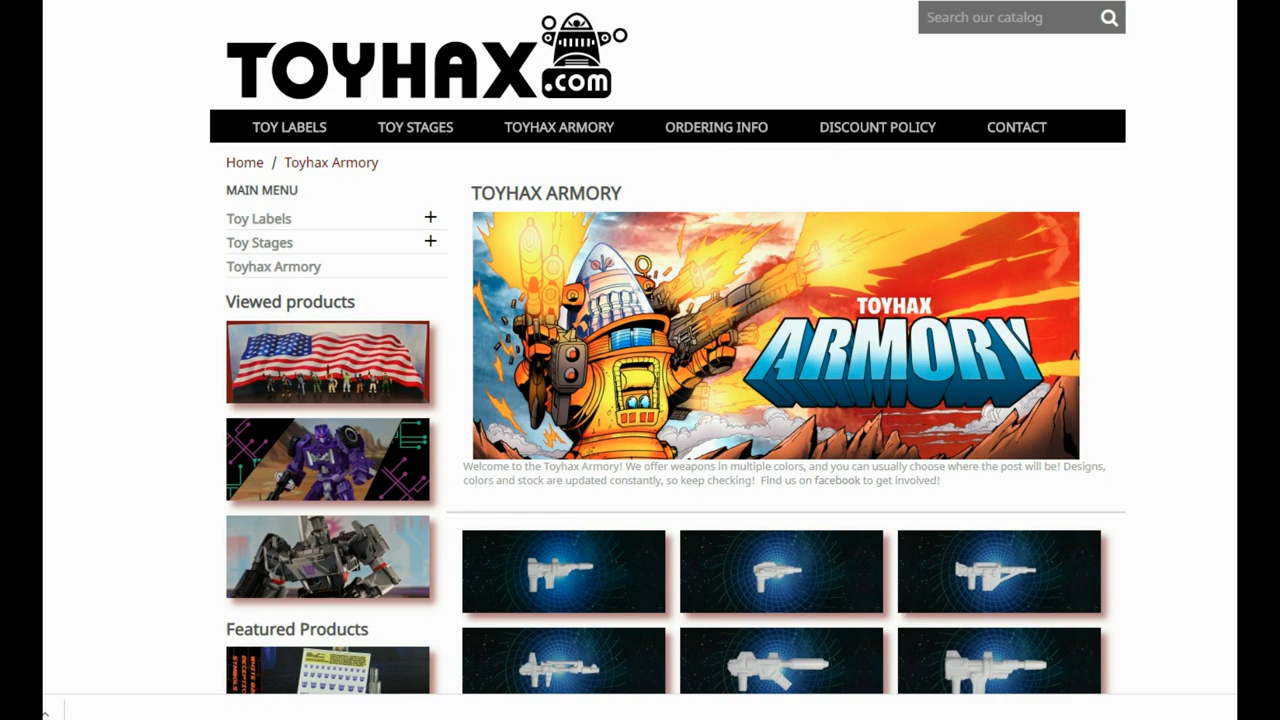 Search our catalog
TOYHAX.com
TOY LABELS
TOY STAGES
TOYHAX ARMORY
ORDERING INFO
DISCOUNT POLICY
CONTACT
Home / Toyhax Armory
MAIN MENU
Toy Labels +
Toy Stages +
Toyhax Armory
Viewed products
Featured Products
TOYHAX ARMORY
TOYHAX
ARMORY
Welcome to the Toyhax Armory! We offer weapons in multiple colors, and you can usually choose where the post will be! Designs,
colors and stock are updated constantly, so keep checking! Find us on facebook to get involved!